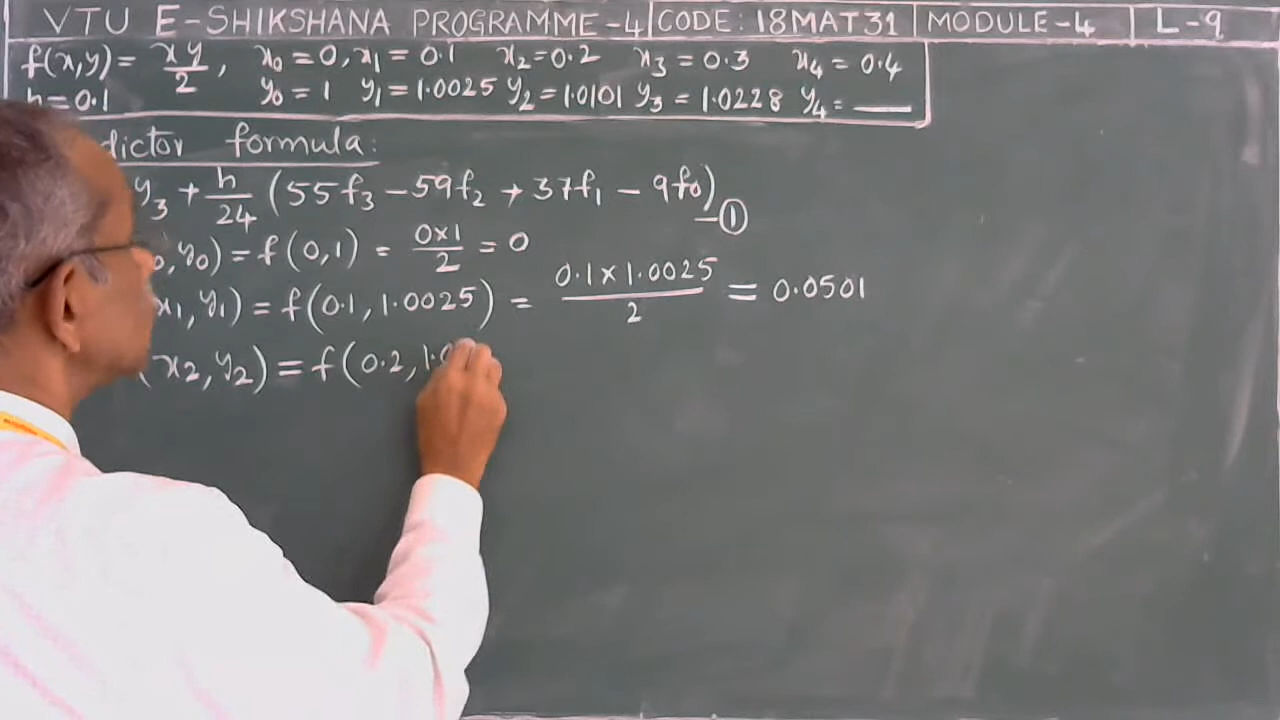 VTU E-SHIKSHANA PROGRAMME-4 CODE: 18MAT31 MODULE-4 L-9
f(x,y) = xy/2, x₀ = 0, x₁ = 0.1 x₂ = 0.2 x₃ = 0.3 x₄ = 0.4
h = 0.1 y₀ = 1 y₁ = 1.0025 y₂ = 1.0101 y₃ = 1.0228 y₄ = ____
formula:
y₃ + h/24 (55f₃ - 59f₂ + 37f₁ - 9f₀) -①
y₀) = f(0,1) = 0×1/2 = 0
x₁, y₁) = f(0.1, 1.0025) = 0.1×1.0025/2 = 0.0501
(x₂, y₂) = f(0.2, 1.0